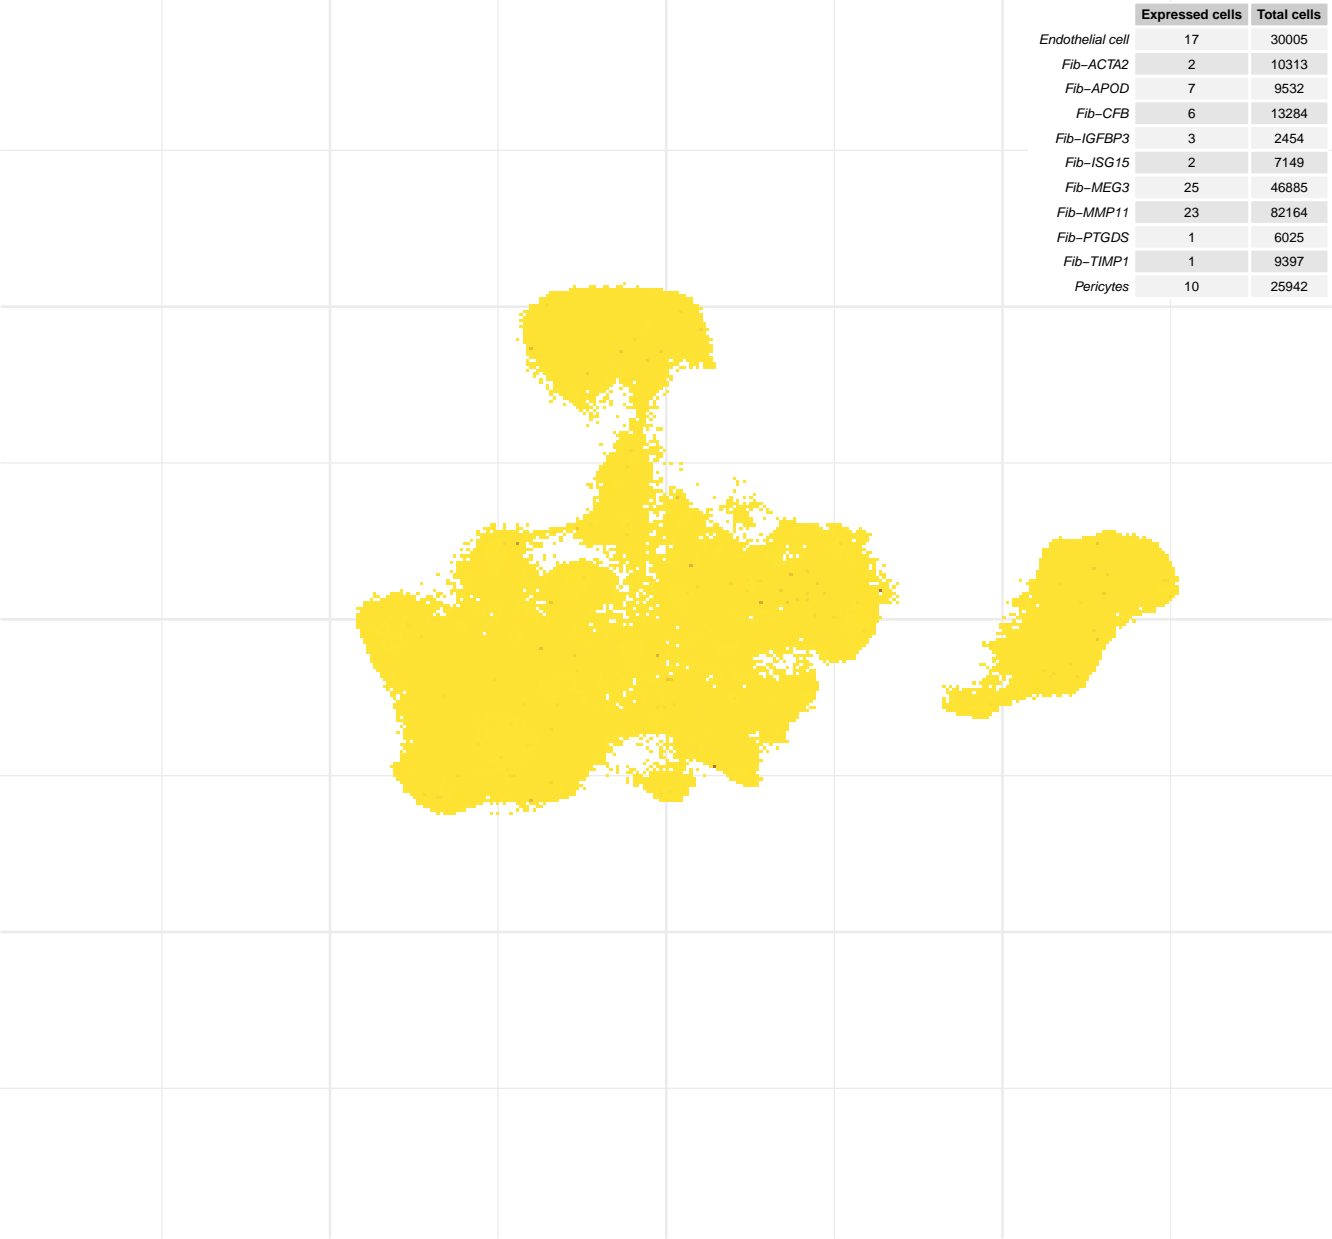 Expressed cells Total cells
Endothelial cell 17 30005
Fib−ACTA2 2 10313
Fib−APOD 7 9532
Fib−CFB 6 13284
Fib−IGFBP3 3 2454
Fib−ISG15 2 7149
Fib−MEG3 25 46885
Fib−MMP11 23 82164
Fib−PTGDS 1 6025
Fib−TIMP1 1 9397
Pericytes 10 25942